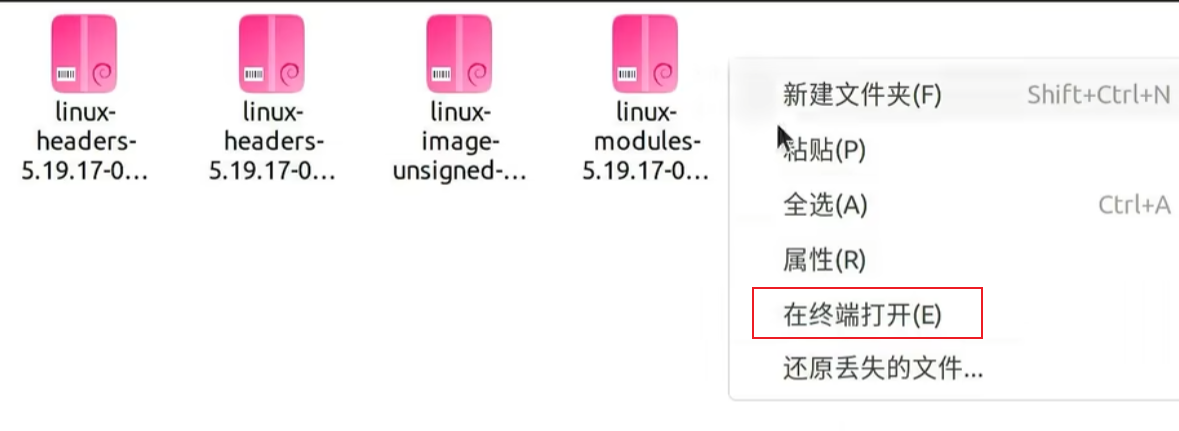 linux-
headers-
5.19.17-0...
linux-
headers-
5.19.17-0...
linux-
image-
unsigned-...
linux-
modules-
5.19.17-0...
新建文件夹(F) Shift+Ctrl+N
粘贴(P)
全选(A) Ctrl+A
属性(R)
在终端打开(E)
还原丢失的文件...